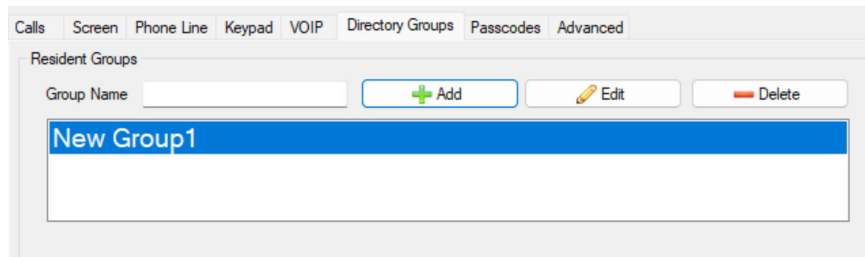 Calls Screen Phone Line Keypad VOIP Directory Groups Passcodes Advanced
Resident Groups
Group Name Add Edit Delete
New Group1